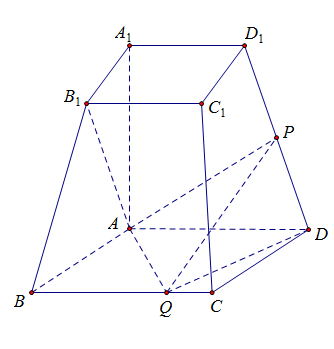 A₁ D₁
B₁ C₁
P
A D
B Q C